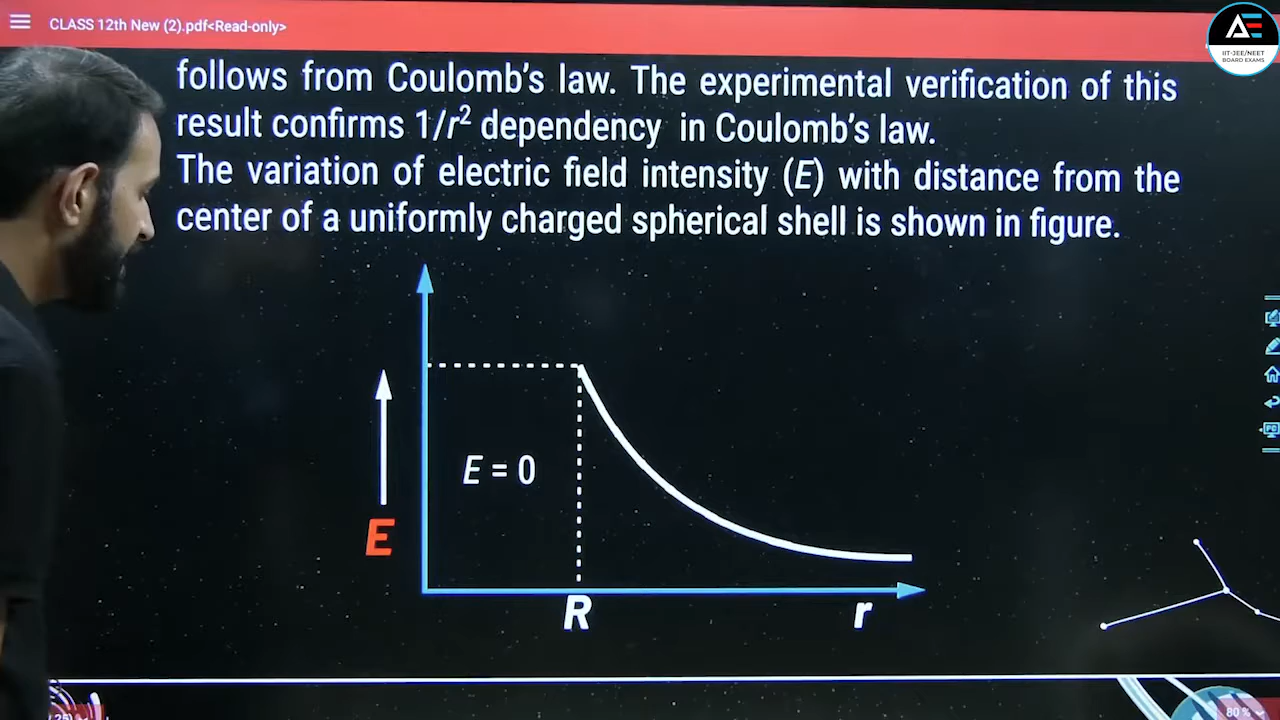 CLASS 12th New (2).pdf<Read-only>
AE
IIT-JEE/NEET
BOARD EXAMS
follows from Coulomb's law. The experimental verification of this
result confirms 1/r² dependency in Coulomb's law.
The variation of electric field intensity (E) with distance from the
center of a uniformly charged spherical shell is shown in figure.
E = 0
E
R
r
PC
80 %